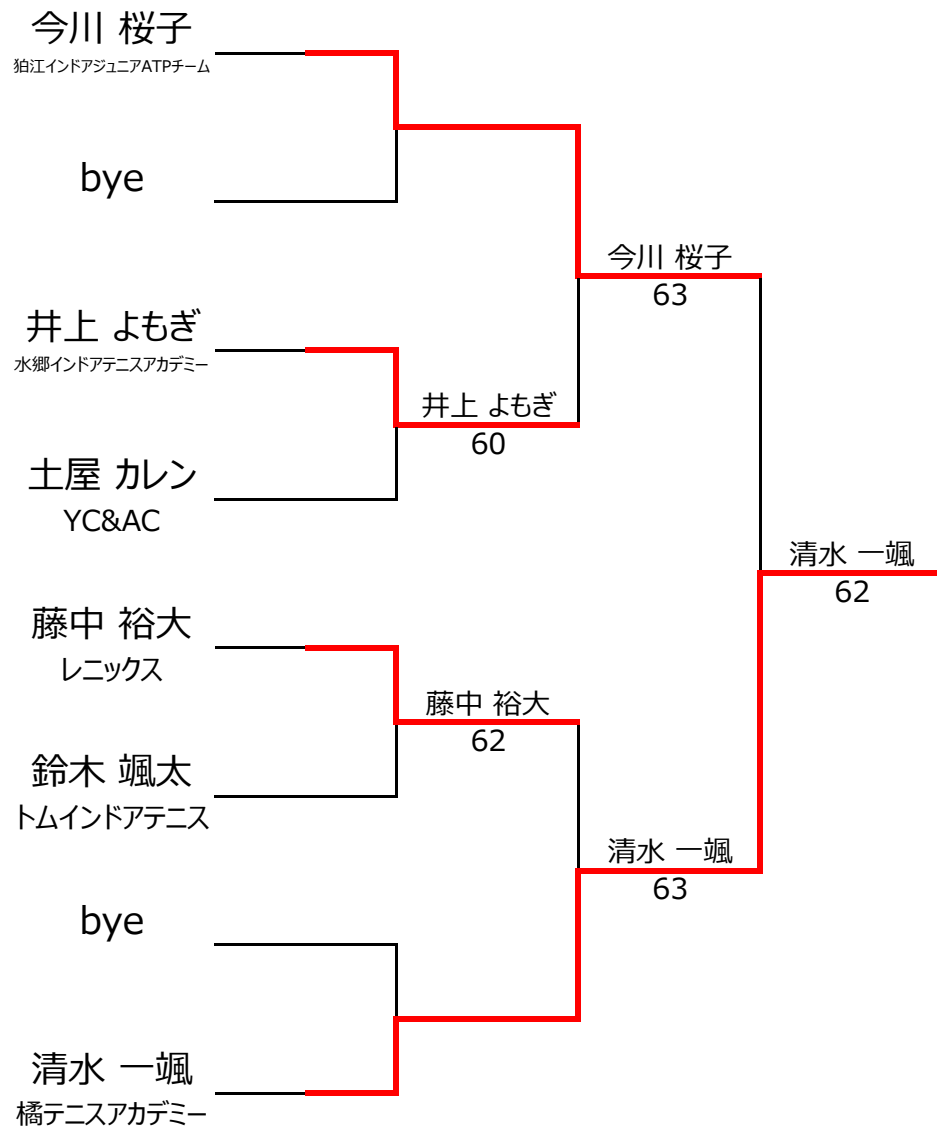 今川 桜子
狛江インドアジュニアATPチーム
bye
今川 桜子
63
井上 よもぎ
水郷インドアテニスアカデミー
井上 よもぎ
60
土屋 カレン
YC&AC
清水 一颯
62
藤中 裕大
レニックス
藤中 裕大
62
鈴木 颯太
トムインドアテニス
清水 一颯
63
bye
清水 一颯
橘テニスアカデミー